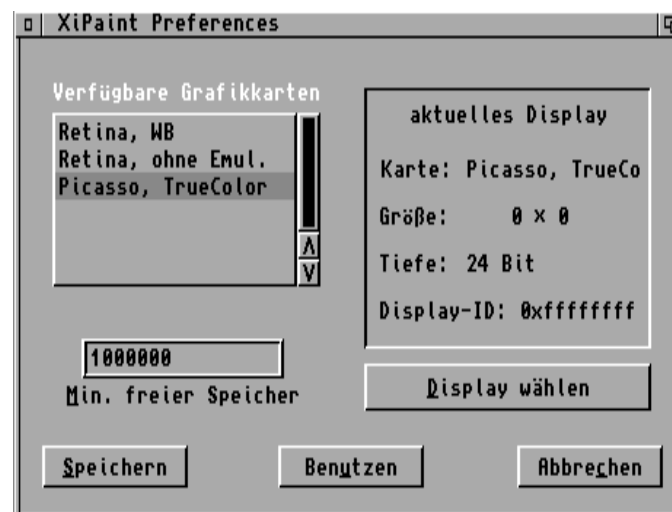 XiPaint Preferences
Verfügbare Grafikkarten
Retina, WB
Retina, ohne Emul.
Picasso, TrueColor
aktuelles Display
Karte: Picasso, TrueCo
Größe: 0 × 0
Tiefe: 24 Bit
Display-ID: 0xffffffff
1000000
Min. freier Speicher
Display wählen
Speichern
Benutzen
Abbrechen